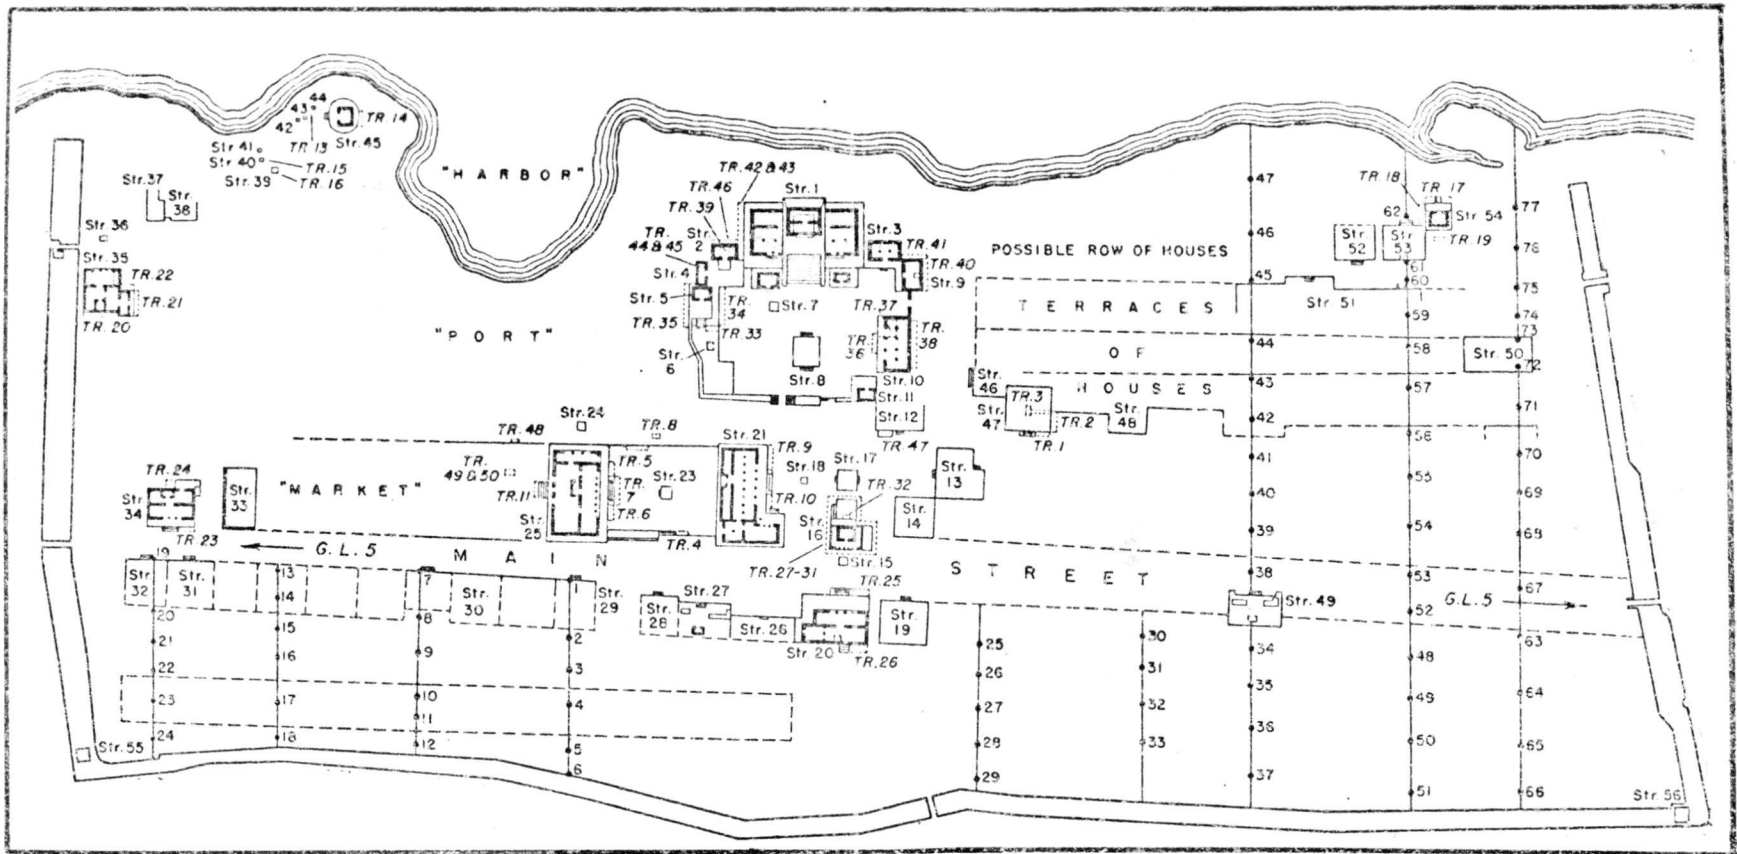 44
43
42
TR. 14
Str. 45
TR. 13
Str. 41
Str. 40
TR. 15
Str. 39
TR. 16
"HARBOR"
Str. 37
Str.
38
Str. 36
Str.
35
TR. 22
TR. 21
TR. 20
"PORT"
TR. 42 & 43
TR. 46
TR. 39
Str.
2
Str. 1
TR.
44 & 45
Str. 4
Str. 5
TR. 35
TR.
34
TR. 33
Str.
6
Str. 7
Str. 8
Str. 3
TR. 41
TR. 40
Str. 9
TR. 37
TR.
36
TR.
38
Str. 10
Str. 11
Str. 12
TR. 47
POSSIBLE ROW OF HOUSES
TERRACES
OF
HOUSES
47
46
45
44
43
42
41
40
39
38
TR. 18
TR. 17
62
Str. 54
TR. 19
Str.
52
Str.
53
61
60
Str. 51
59
58
57
56
55
54
53
52
77
76
75
74
73
Str. 50
72
71
70
69
68
67
Str.
46
Str.
47
TR. 3
TR. 2
TR. 1
Str.
48
Str. 24
TR. 48
TR. 8
Str. 21
TR. 9
TR.
49 & 50
TR. 11
TR. 5
TR.
7
TR. 6
Str. 23
Str.
25
TR. 4
Str.
18
TR. 10
Str. 17
TR. 32
Str.
16
Str. 15
TR. 27-31
Str.
13
Str.
14
TR. 24
Str.
34
TR. 23
Str.
33
"MARKET"
G.L. 5
MAIN
STREET
G.L. 5
19
Str.
32
Str.
31
13
14
7
8
Str.
30
1
Str.
29
Str.
28
Str. 27
Str. 26
TR. 25
Str. 20
TR. 26
Str.
19
Str. 49
20
21
22
23
24
15
16
17
18
9
10
11
12
2
3
4
5
6
25
26
27
28
29
30
31
32
33
34
35
36
37
48
49
50
51
63
64
65
66
Str. 55
Str. 56